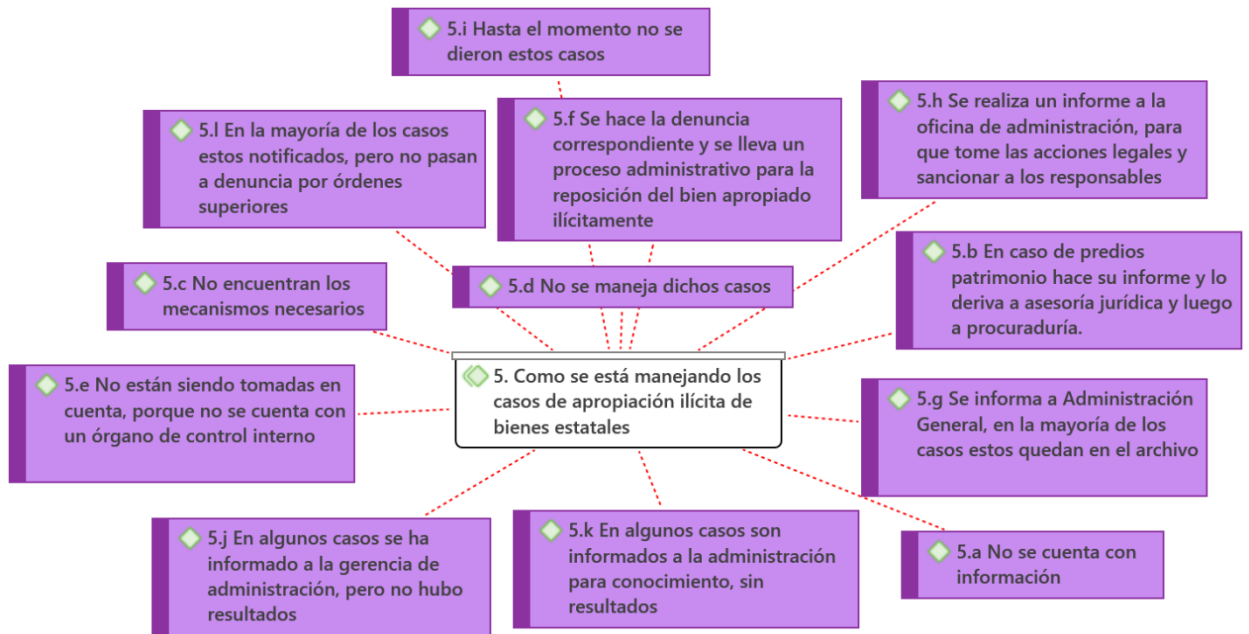 5.i Hasta el momento no se
dieron estos casos
5.l En la mayoría de los casos
estos notificados, pero no pasan
a denuncia por órdenes
superiores
5.f Se hace la denuncia
correspondiente y se lleva un
proceso administrativo para la
reposición del bien apropiado
ilícitamente
5.h Se realiza un informe a la
oficina de administración, para
que tome las acciones legales y
sancionar a los responsables
5.c No encuentran los
mecanismos necesarios
5.d No se maneja dichos casos
5.b En caso de predios
patrimonio hace su informe y lo
deriva a asesoría jurídica y luego
a procuraduría.
5.e No están siendo tomadas en
cuenta, porque no se cuenta con
un órgano de control interno
5. Como se está manejando los
casos de apropiación ilícita de
bienes estatales
5.g Se informa a Administración
General, en la mayoría de los
casos estos quedan en el archivo
5.j En algunos casos se ha
informado a la gerencia de
administración, pero no hubo
resultados
5.k En algunos casos son
informados a la administración
para conocimiento, sin
resultados
5.a No se cuenta con
información